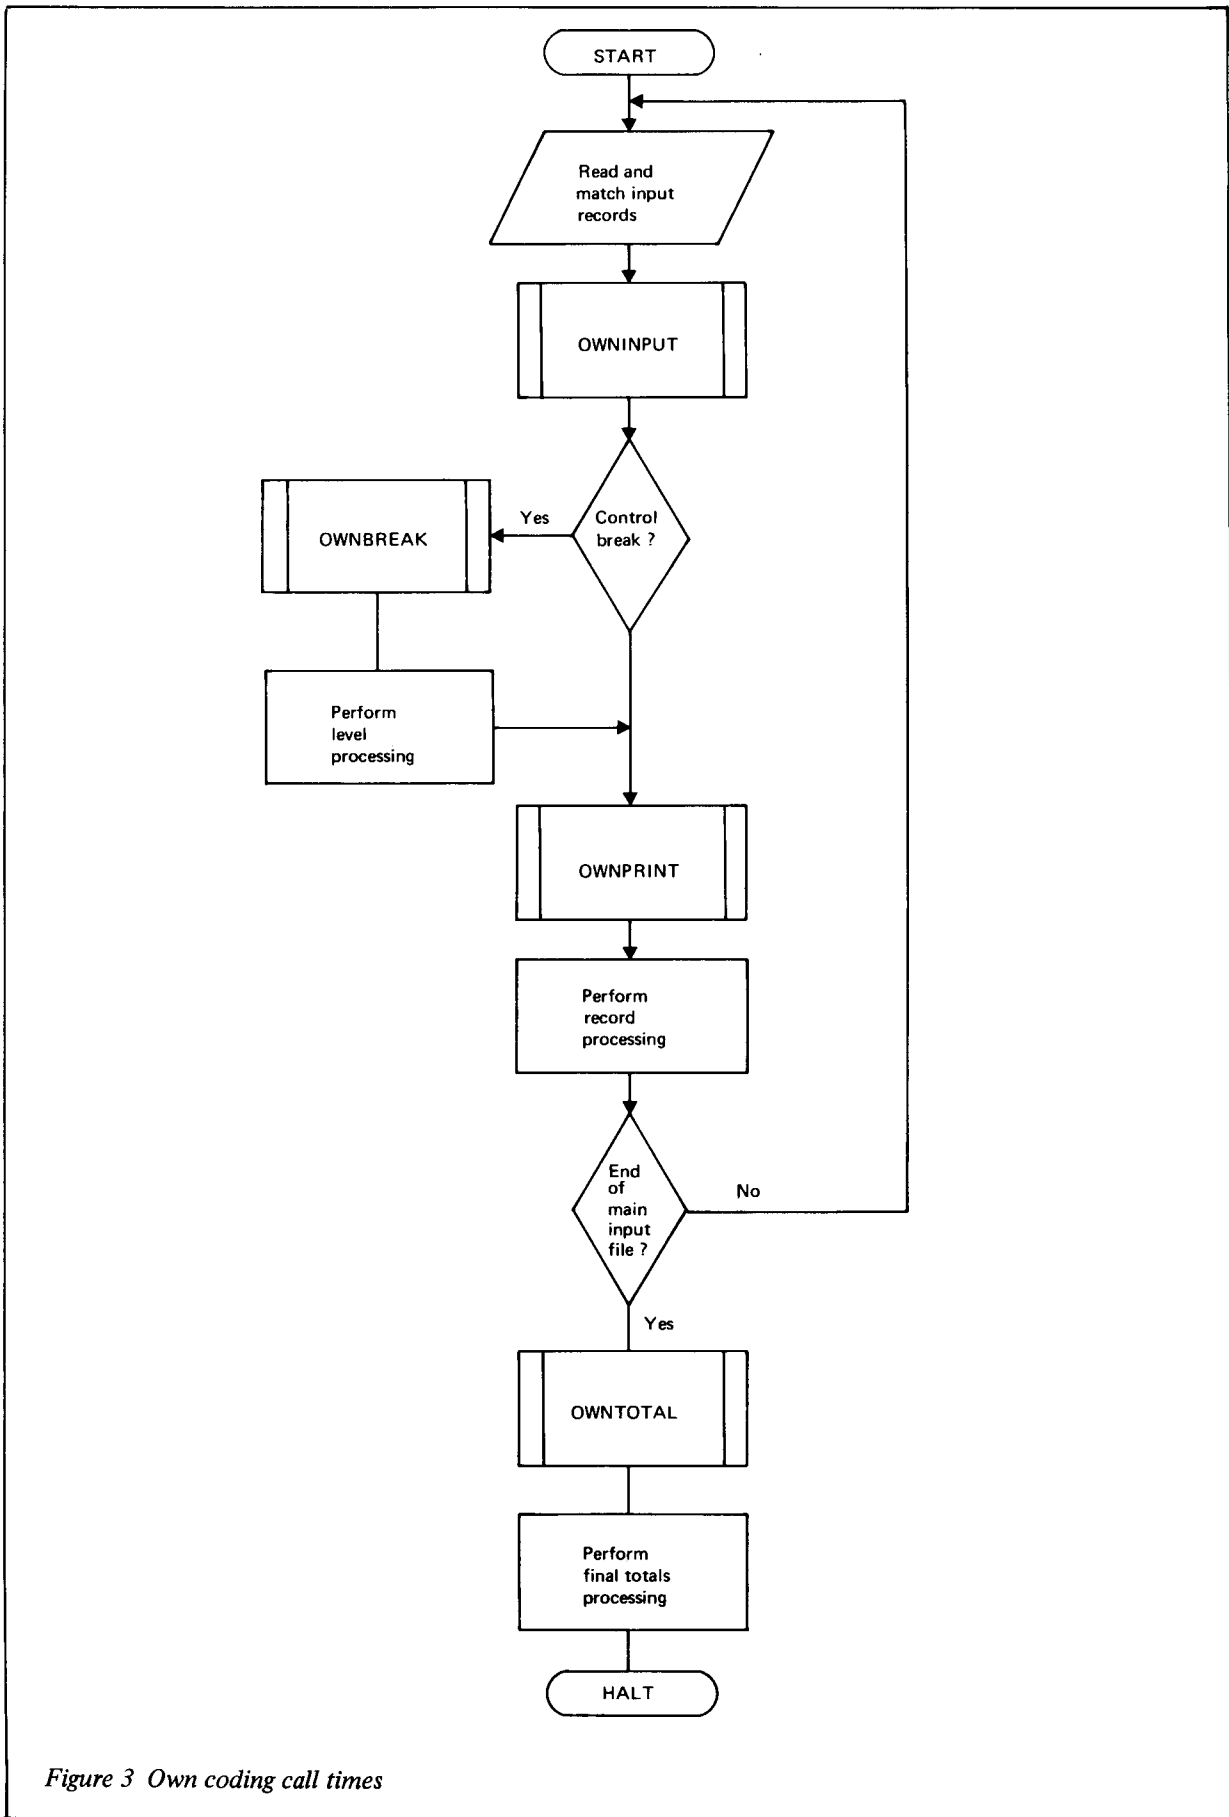 START
Read and
match input
records
OWNINPUT
Control
break ?
Yes
OWNBREAK
Perform
level
processing
OWNPRINT
Perform
record
processing
End
of
main
input
file ?
No
Yes
OWNTOTAL
Perform
final totals
processing
HALT
Figure 3 Own coding call times